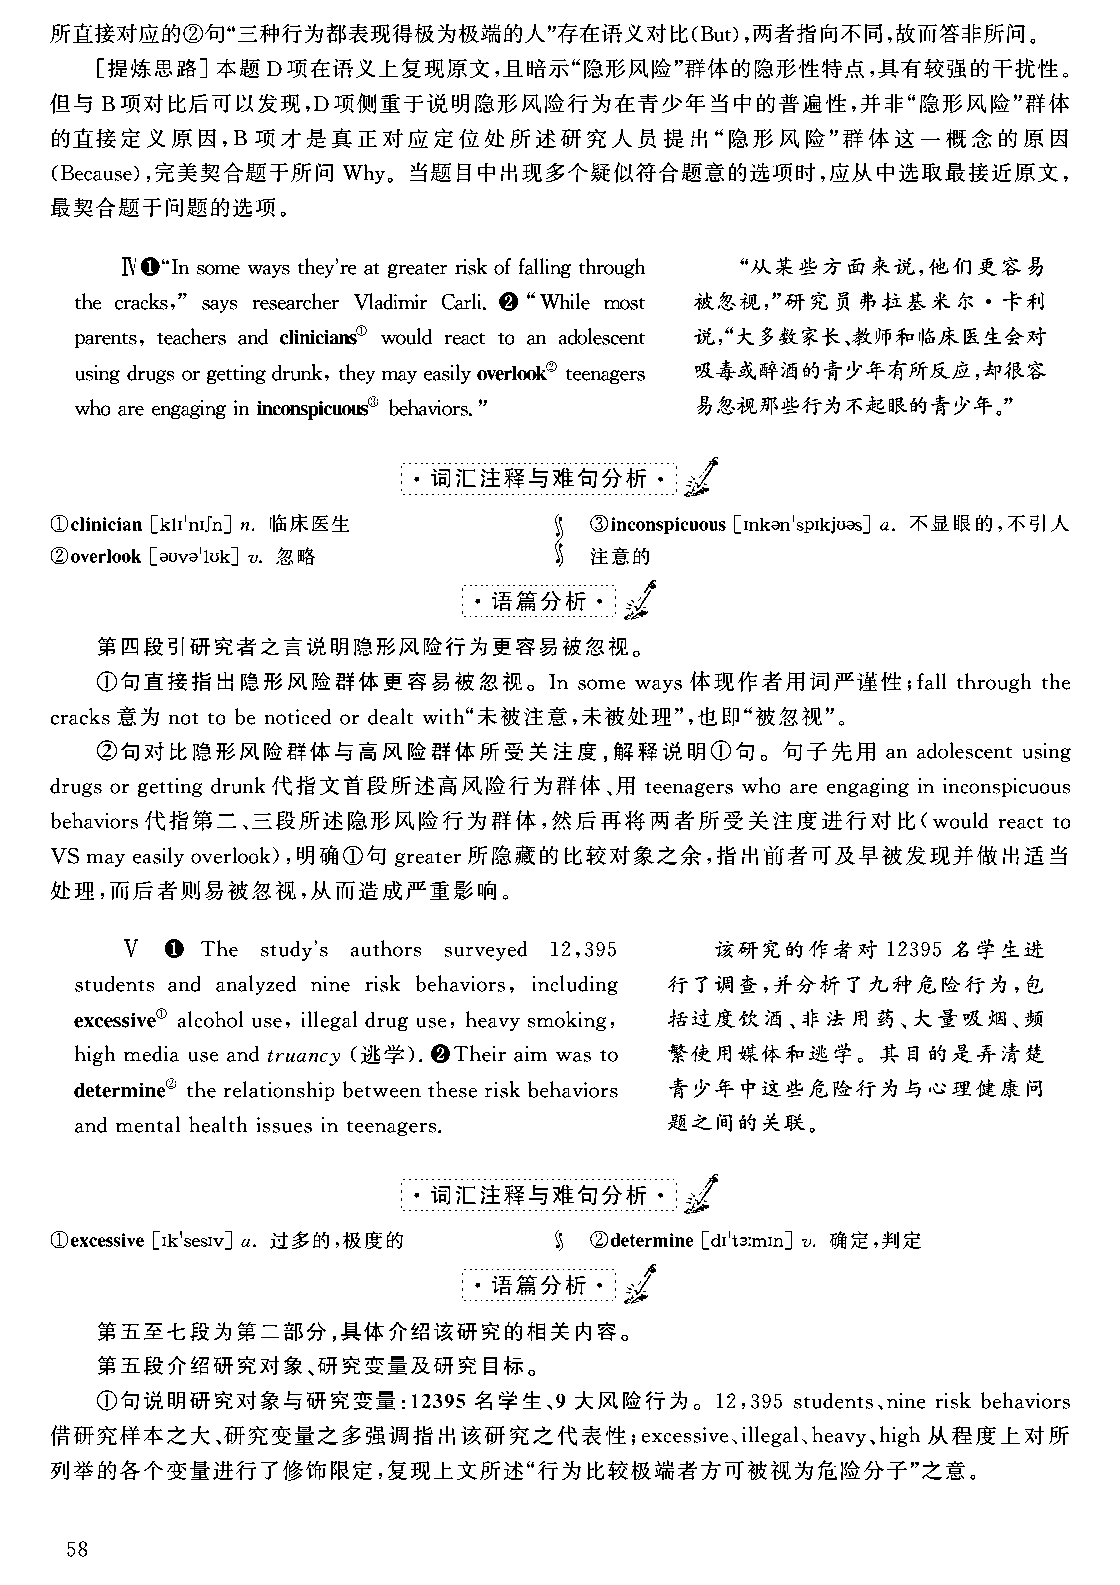 所直接对应的②句“三种行为都表现得极为极端的人”存在语义对比(But),两者指向不同,故而答非所问。
[提炼思路]本题D项在语义上复现原文,且暗示“隐形风险”群体的隐形性特点,具有较强的干扰性。
但与B项对比后可以发现,D项侧重于说明隐形风险行为在青少年当中的普遍性,并非“隐形风险”群体
的直接定义原因,B项才是真正对应定位处所述研究人员提出“隐形风险”群体这一概念的原因
(Because),完美契合题于所问 Why。当题目中出现多个疑似符合题意的选项时,应从中选取最接近原文,
最契合题于问题的选项。
Ⅳ❶“In some ways they're at greater risk of falling through
the cracks,” says researcher Vladimir Carli. ❷“While most
parents, teachers and clinicians① would react to an adolescent
using drugs or getting drunk, they may easily overlook② teenagers
who are engaging in inconspicuous③ behaviors.”
“从某些方面来说,他们更容易
被忽视,”研究员弗拉基米尔·卡利
说,“大多数家长、教师和临床医生会对
吸毒或醉酒的青少年有所反应,却很容
易忽视那些行为不起眼的青少年。”
·词汇注释与难句分析·
①clinician [klɪˈnɪʃn] n. 临床医生
②overlook [ˌəʊvəˈlʊk] v. 忽略
③inconspicuous [ˌɪnkənˈspɪkjʊəs] a. 不显眼的,不引人
注意的
·语篇分析·
第四段引研究者之言说明隐形风险行为更容易被忽视。
①句直接指出隐形风险群体更容易被忽视。In some ways 体现作者用词严谨性;fall through the
cracks 意为 not to be noticed or dealt with“未被注意,未被处理”,也即“被忽视”。
②句对比隐形风险群体与高风险群体所受关注度,解释说明①句。句子先用 an adolescent using
drugs or getting drunk 代指文首段所述高风险行为群体、用 teenagers who are engaging in inconspicuous
behaviors 代指第二、三段所述隐形风险行为群体,然后再将两者所受关注度进行对比(would react to
VS may easily overlook),明确①句 greater 所隐藏的比较对象之余,指出前者可及早被发现并做出适当
处理,而后者则易被忽视,从而造成严重影响。
Ⅴ ❶ The study's authors surveyed 12,395
students and analyzed nine risk behaviors, including
excessive① alcohol use, illegal drug use, heavy smoking,
high media use and truancy (逃学). ❷Their aim was to
determine② the relationship between these risk behaviors
and mental health issues in teenagers.
该研究的作者对 12395 名学生进
行了调查,并分析了九种危险行为,包
括过度饮酒、非法用药、大量吸烟、频
繁使用媒体和逃学。其目的是弄清楚
青少年中这些危险行为与心理健康问
题之间的关联。
·词汇注释与难句分析·
①excessive [ɪkˈsesɪv] a. 过多的,极度的
②determine [dɪˈtɜːmɪn] v. 确定,判定
·语篇分析·
第五至七段为第二部分,具体介绍该研究的相关内容。
第五段介绍研究对象、研究变量及研究目标。
①句说明研究对象与研究变量:12395 名学生、9 大风险行为。12,395 students、nine risk behaviors
借研究样本之大、研究变量之多强调指出该研究之代表性;excessive、illegal、heavy、high 从程度上对所
列举的各个变量进行了修饰限定,复现上文所述“行为比较极端者方可被视为危险分子”之意。
58